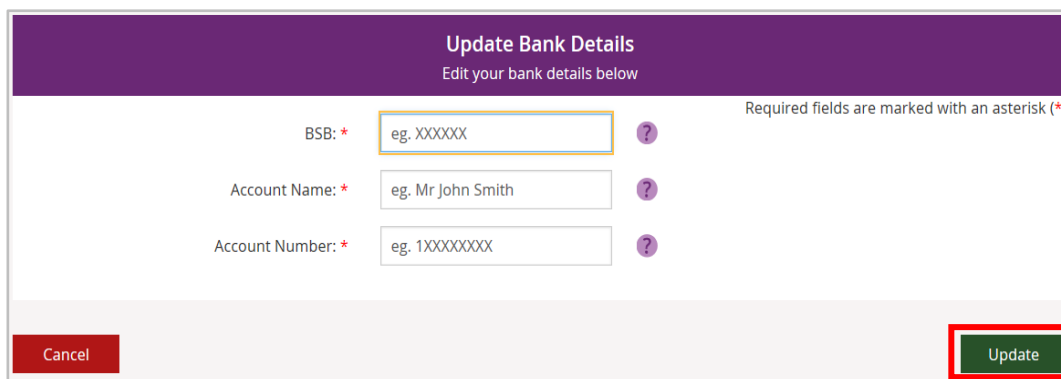 Update Bank Details
Edit your bank details below
Required fields are marked with an asterisk (*
BSB: * eg. XXXXXX ?
Account Name: * eg. Mr John Smith ?
Account Number: * eg. 1XXXXXXXX ?
Cancel Update